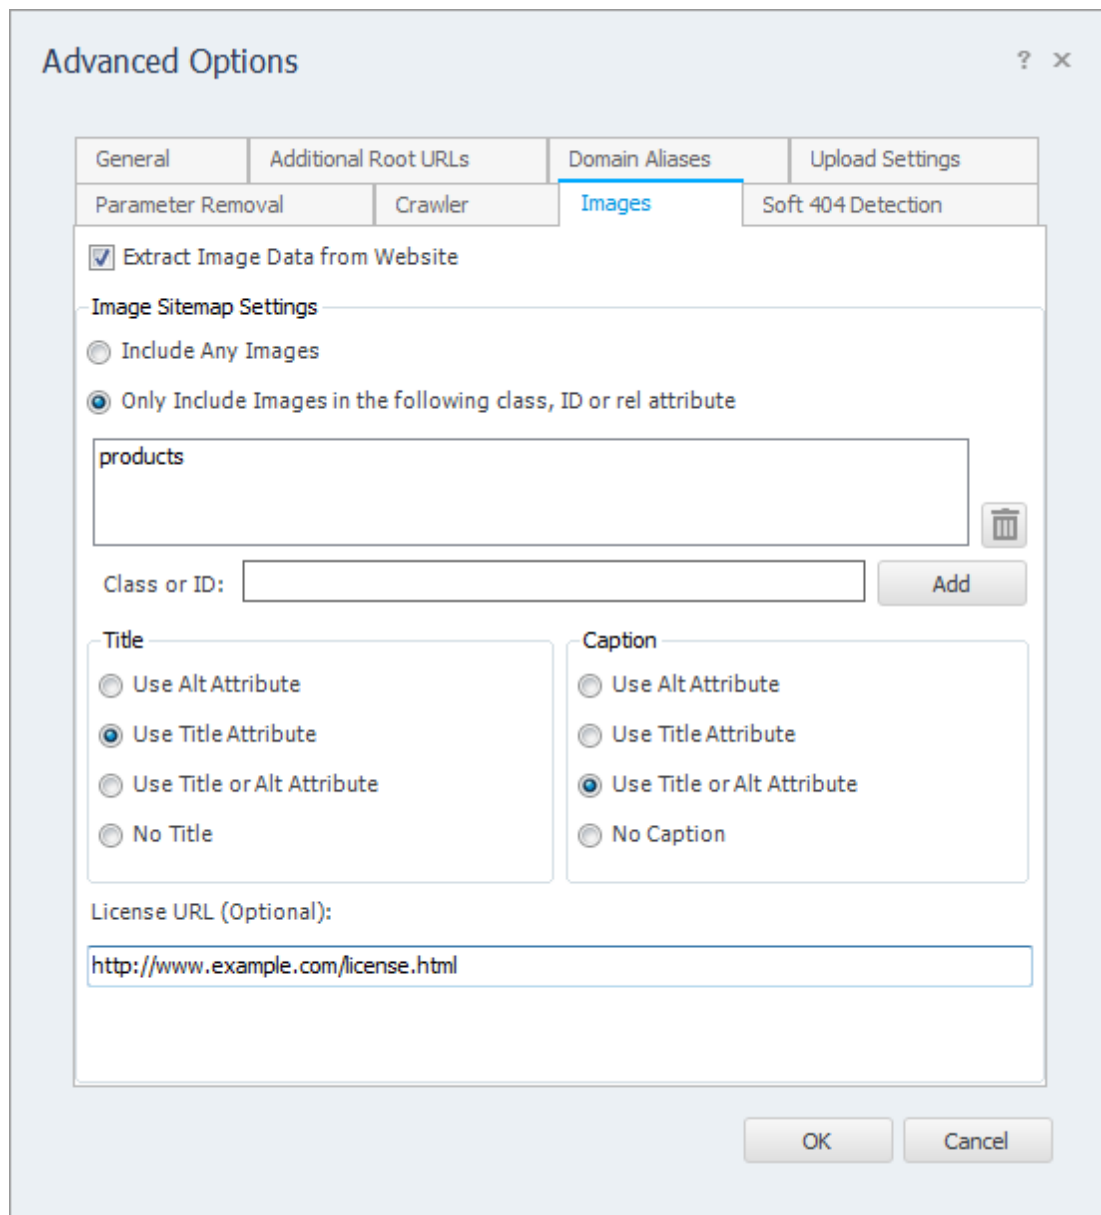 Advanced Options ?
General Additional Root URLs Domain Aliases Upload Settings
Parameter Removal Crawler Images Soft 404 Detection
Extract Image Data from Website
Image Sitemap Settings
Include Any Images
Only Include Images in the following class, ID or rel attribute
products
Class or ID: Add
Title
Use Alt Attribute
Use Title Attribute
Use Title or Alt Attribute
No Title
Caption
Use Alt Attribute
Use Title Attribute
Use Title or Alt Attribute
No Caption
License URL (Optional):
http://www.example.com/license.html
OK Cancel